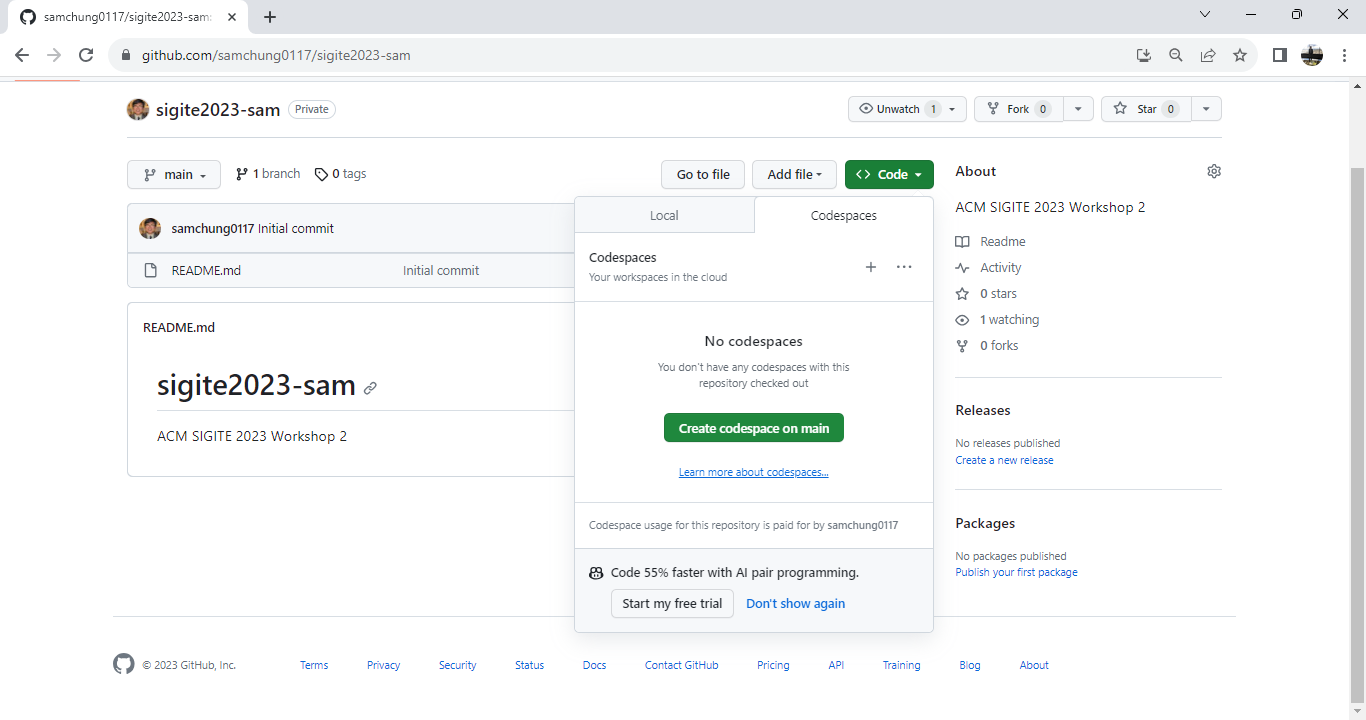 samchung0117/sigite2023-sam
github.com/samchung0117/sigite2023-sam
sigite2023-sam Private
Unwatch 1 Fork 0 Star 0
main 1 branch 0 tags Go to file Add file Code
samchung0117 Initial commit
README.md Initial commit
README.md
sigite2023-sam
ACM SIGITE 2023 Workshop 2
Local Codespaces
Codespaces
Your workspaces in the cloud
No codespaces
You don't have any codespaces with this
repository checked out
Create codespace on main
Learn more about codespaces...
Codespace usage for this repository is paid for by samchung0117
Code 55% faster with AI pair programming.
Start my free trial Don't show again
About
ACM SIGITE 2023 Workshop 2
Readme
Activity
0 stars
1 watching
0 forks
Releases
No releases published
Create a new release
Packages
No packages published
Publish your first package
© 2023 GitHub, Inc. Terms Privacy Security Status Docs Contact GitHub Pricing API Training Blog About